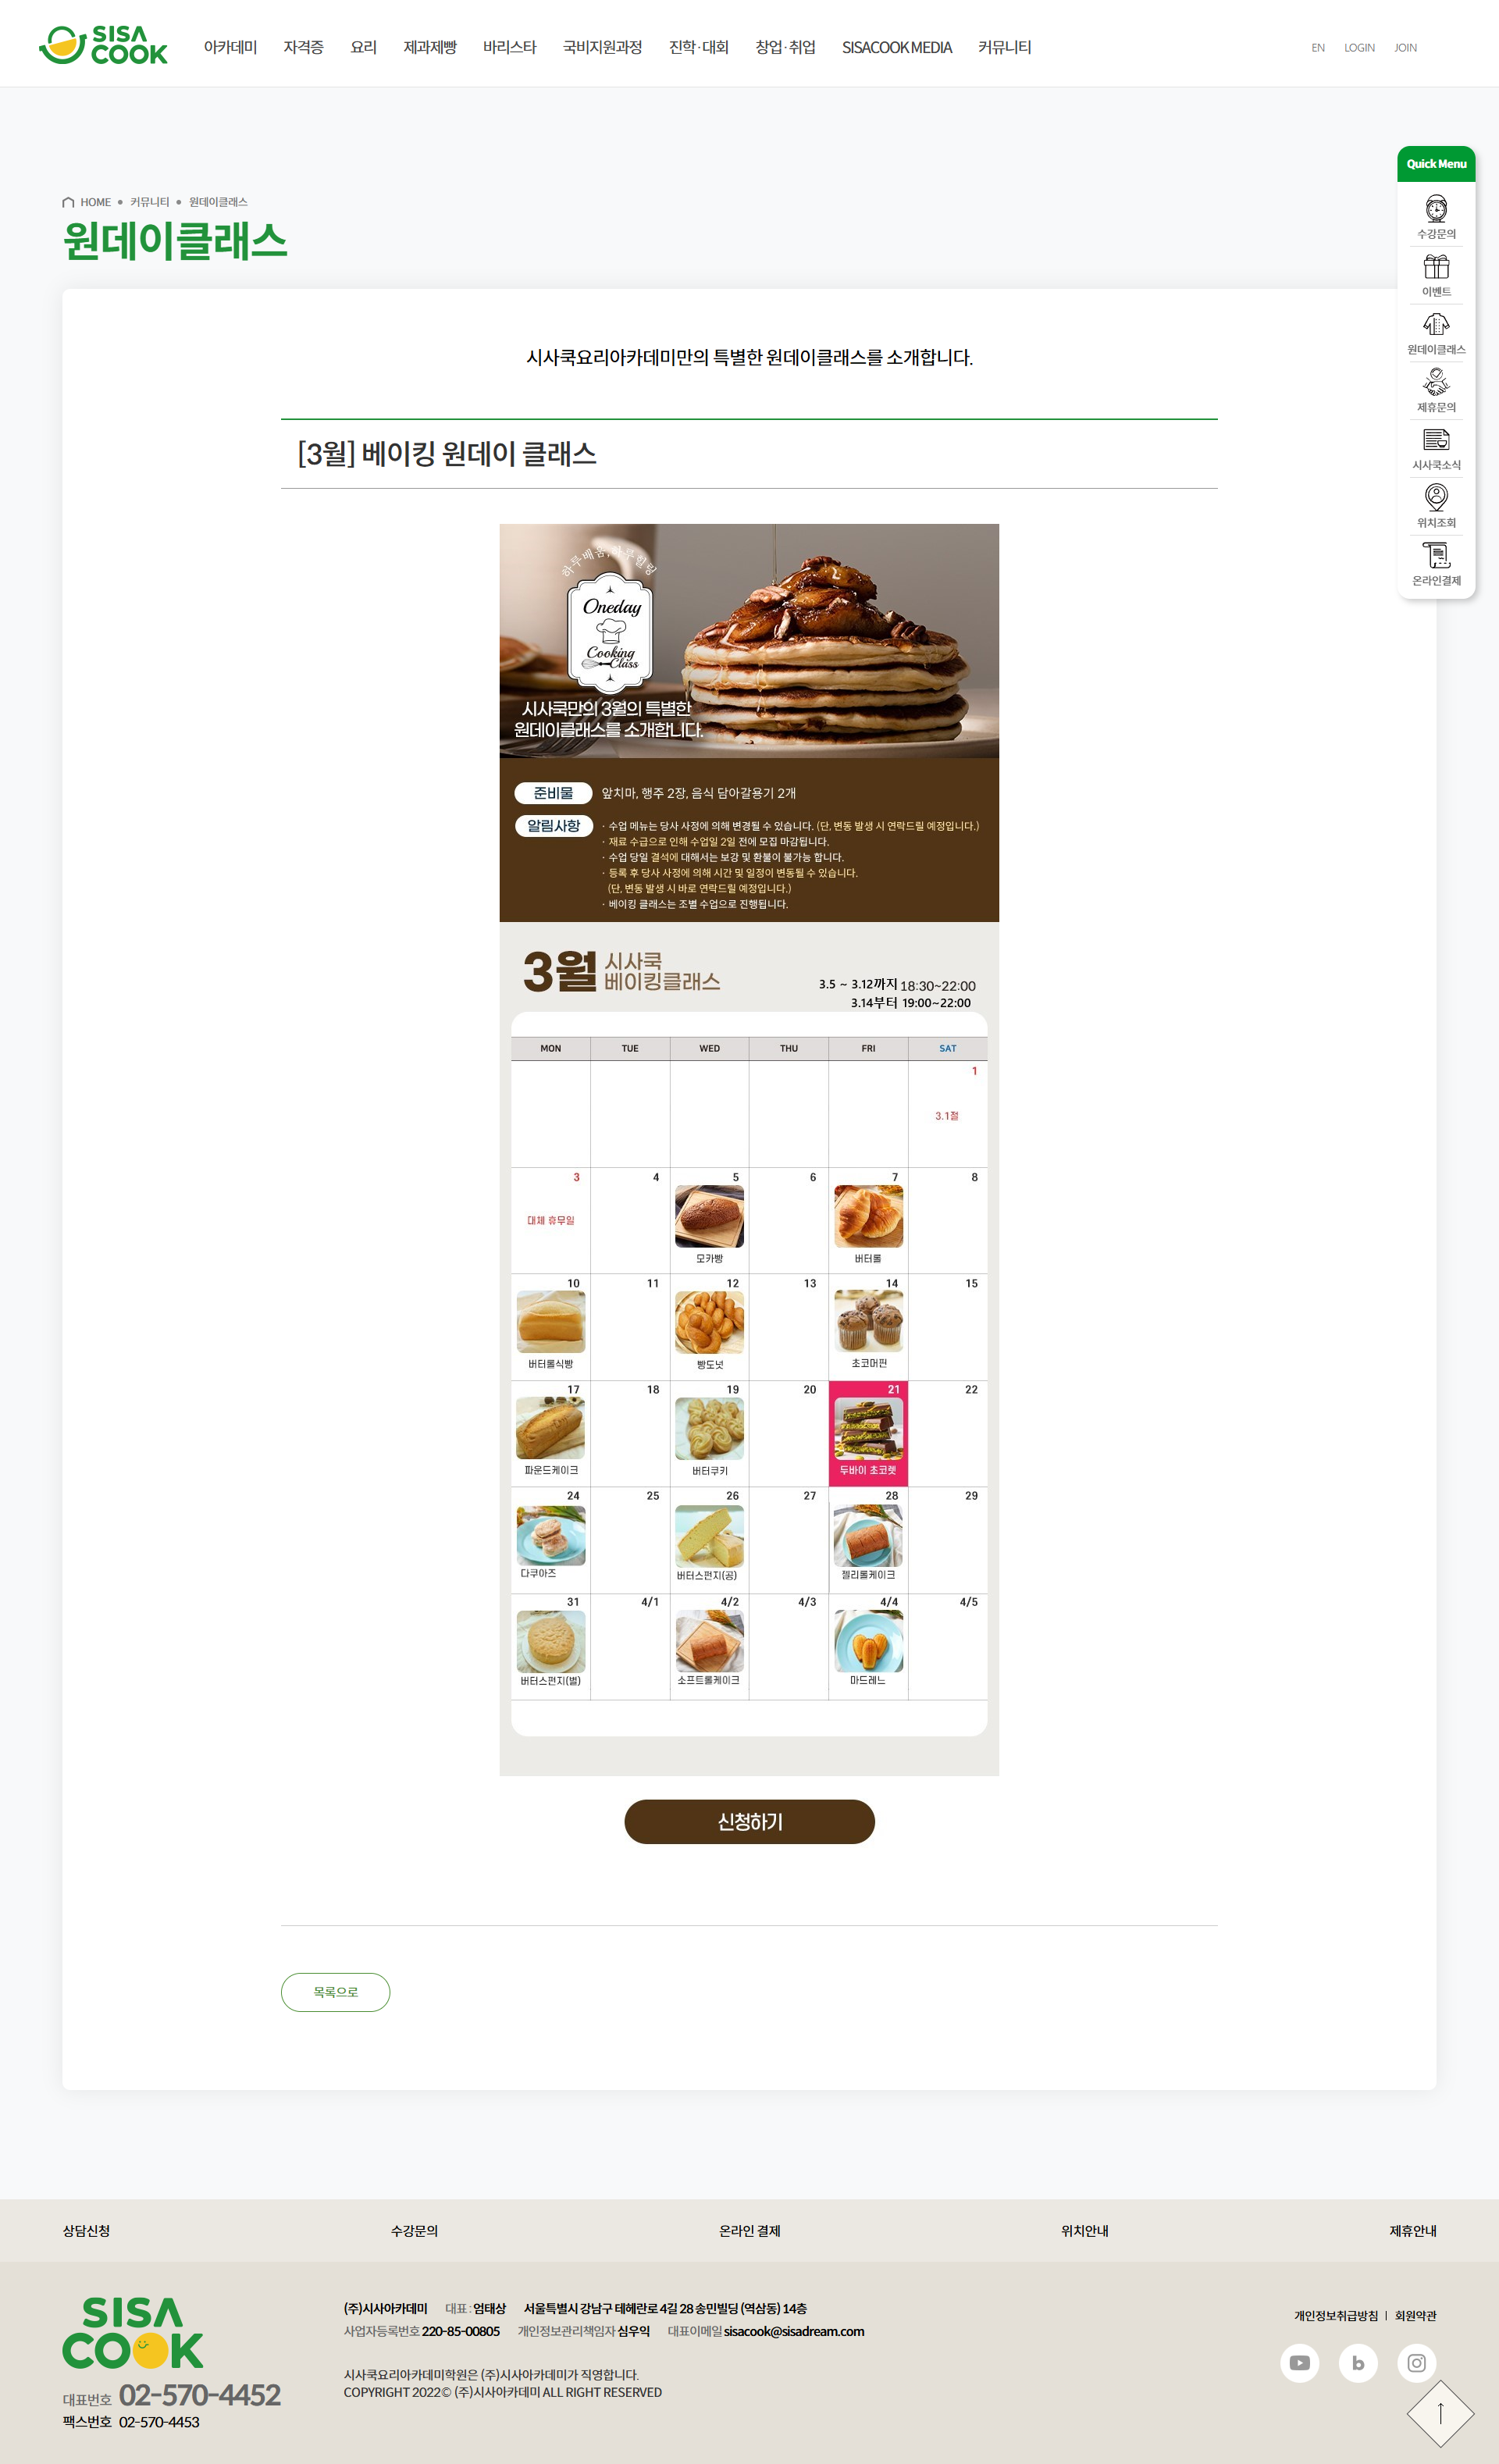 SISA
COOK
아카데미 자격증 요리 제과제빵 바리스타 국비지원과정 진학·대회 창업·취업 SISACOOK MEDIA 커뮤니티
EN LOGIN JOIN
Quick Menu
수강문의
이벤트
원데이클래스
제휴문의
시사쿡소식
위치조회
온라인결제
HOME 커뮤니티 원데이클래스
원데이클래스
시사쿡요리아카데미만의 특별한 원데이클래스를 소개합니다.
[3월] 베이킹 원데이 클래스
하루배움,하루힐링
Oneday
Cooking
Class
시사쿡만의 3월의 특별한
원데이클래스를 소개합니다.
준비물 앞치마, 행주 2장, 음식 담아갈용기 2개
알림사항 · 수업 메뉴는 당사 사정에 의해 변경될 수 있습니다. (단, 변동 발생 시 연락드릴 예정입니다.)
· 재료 수급으로 인해 수업일 2일 전에 모집 마감됩니다.
· 수업 당일 결석에 대해서는 보강 및 환불이 불가능 합니다.
· 등록 후 당사 사정에 의해 시간 및 일정이 변동될 수 있습니다.
(단, 변동 발생 시 바로 연락드릴 예정입니다.)
· 베이킹 클래스는 조별 수업으로 진행됩니다.
3월 시사쿡
베이킹클래스
3.5 ~ 3.12까지 18:30~22:00
3.14부터 19:00~22:00
MON TUE WED THU FRI SAT
1
3.1절
3 4 5 6 7 8
대체 휴무일
모카빵 버터롤
10 11 12 13 14 15
버터롤식빵 빵도넛 초코머핀
17 18 19 20 21 22
파운드케이크 버터쿠키 두바이 초코렛
24 25 26 27 28 29
다쿠아즈 버터스펀지(공) 젤리롤케이크
31 4/1 4/2 4/3 4/4 4/5
버터스펀지(별) 소프트롤케이크 마드레느
신청하기
목록으로
상담신청 수강문의 온라인 결제 위치안내 제휴안내
SISA
COOK
대표번호 02-570-4452
팩스번호 02-570-4453
(주)시사아카데미 대표 : 엄태상 서울특별시 강남구 테헤란로 4길 28 송민빌딩 (역삼동) 14층
사업자등록번호 220-85-00805 개인정보관리책임자 심우익 대표이메일 sisacook@sisadream.com
시사쿡요리아카데미학원은 (주)시사아카데미가 직영합니다.
COPYRIGHT 2022© (주)시사아카데미 ALL RIGHT RESERVED
개인정보취급방침 | 회원약관